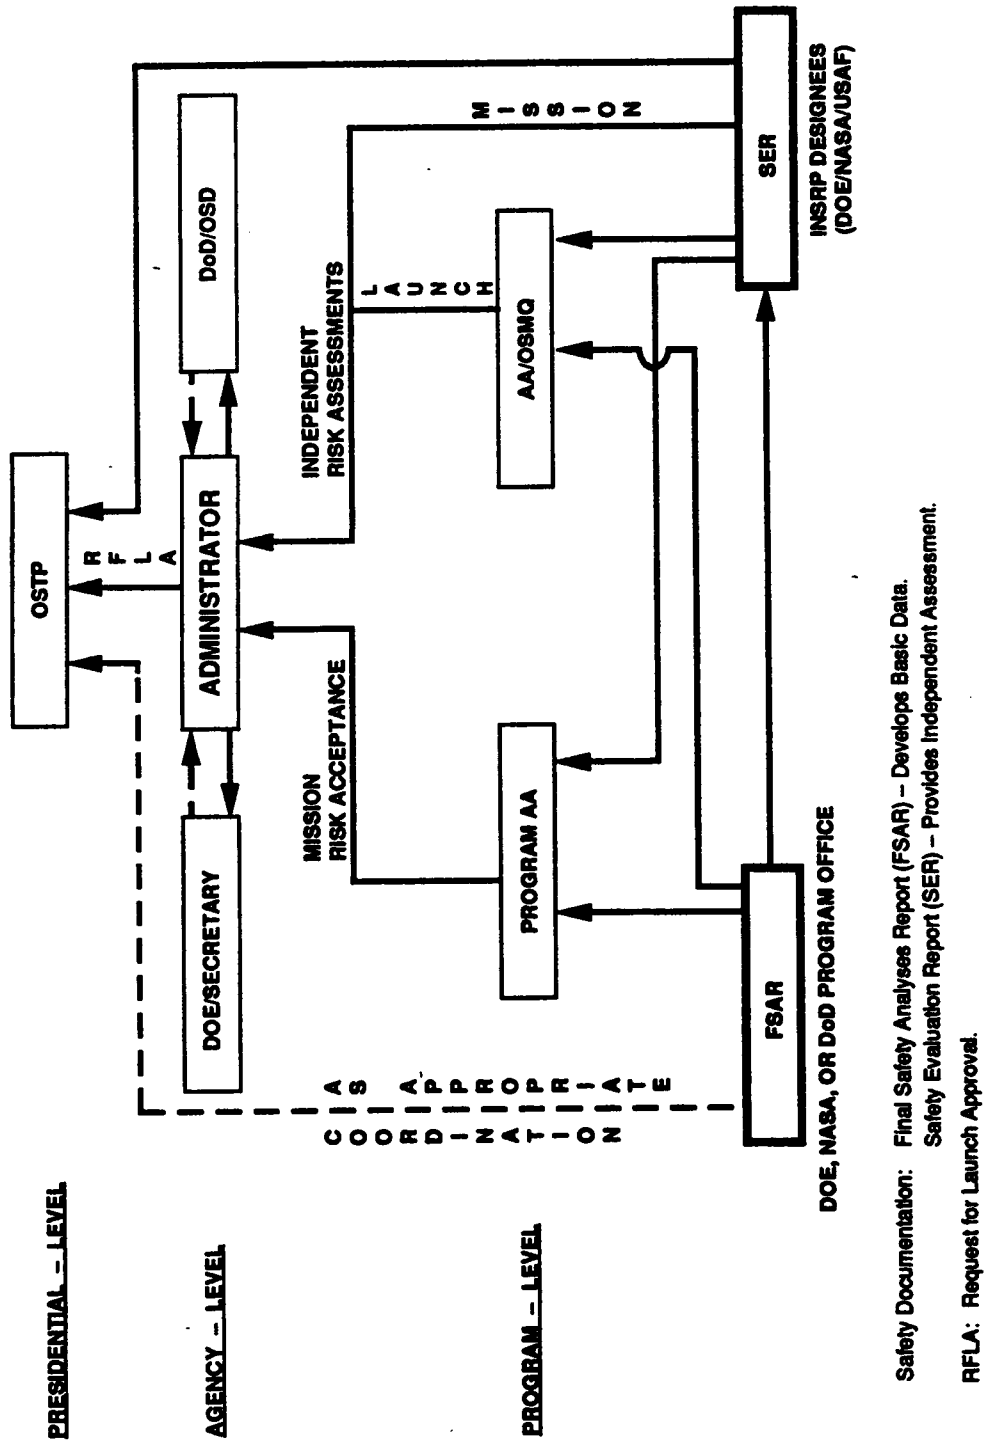 PRESIDENTIAL – LEVEL
OSTP
RFLA
AGENCY – LEVEL
DOE/SECRETARY
ADMINISTRATOR
DoD/OSD
MISSION
RISK ACCEPTANCE
INDEPENDENT
RISK ASSESSMENTS
COORDINATION
AS APPROPRIATE
LAUNCH
MISSION
PROGRAM – LEVEL
PROGRAM AA
AA/OSMQ
FSAR
SER
DOE, NASA, OR DoD PROGRAM OFFICE
INSRP DESIGNEES
(DOE/NASA/USAF)
Safety Documentation: Final Safety Analyses Report (FSAR) – Develops Basic Data.
Safety Evaluation Report (SER) – Provides Independent Assessment.
RFLA: Request for Launch Approval.